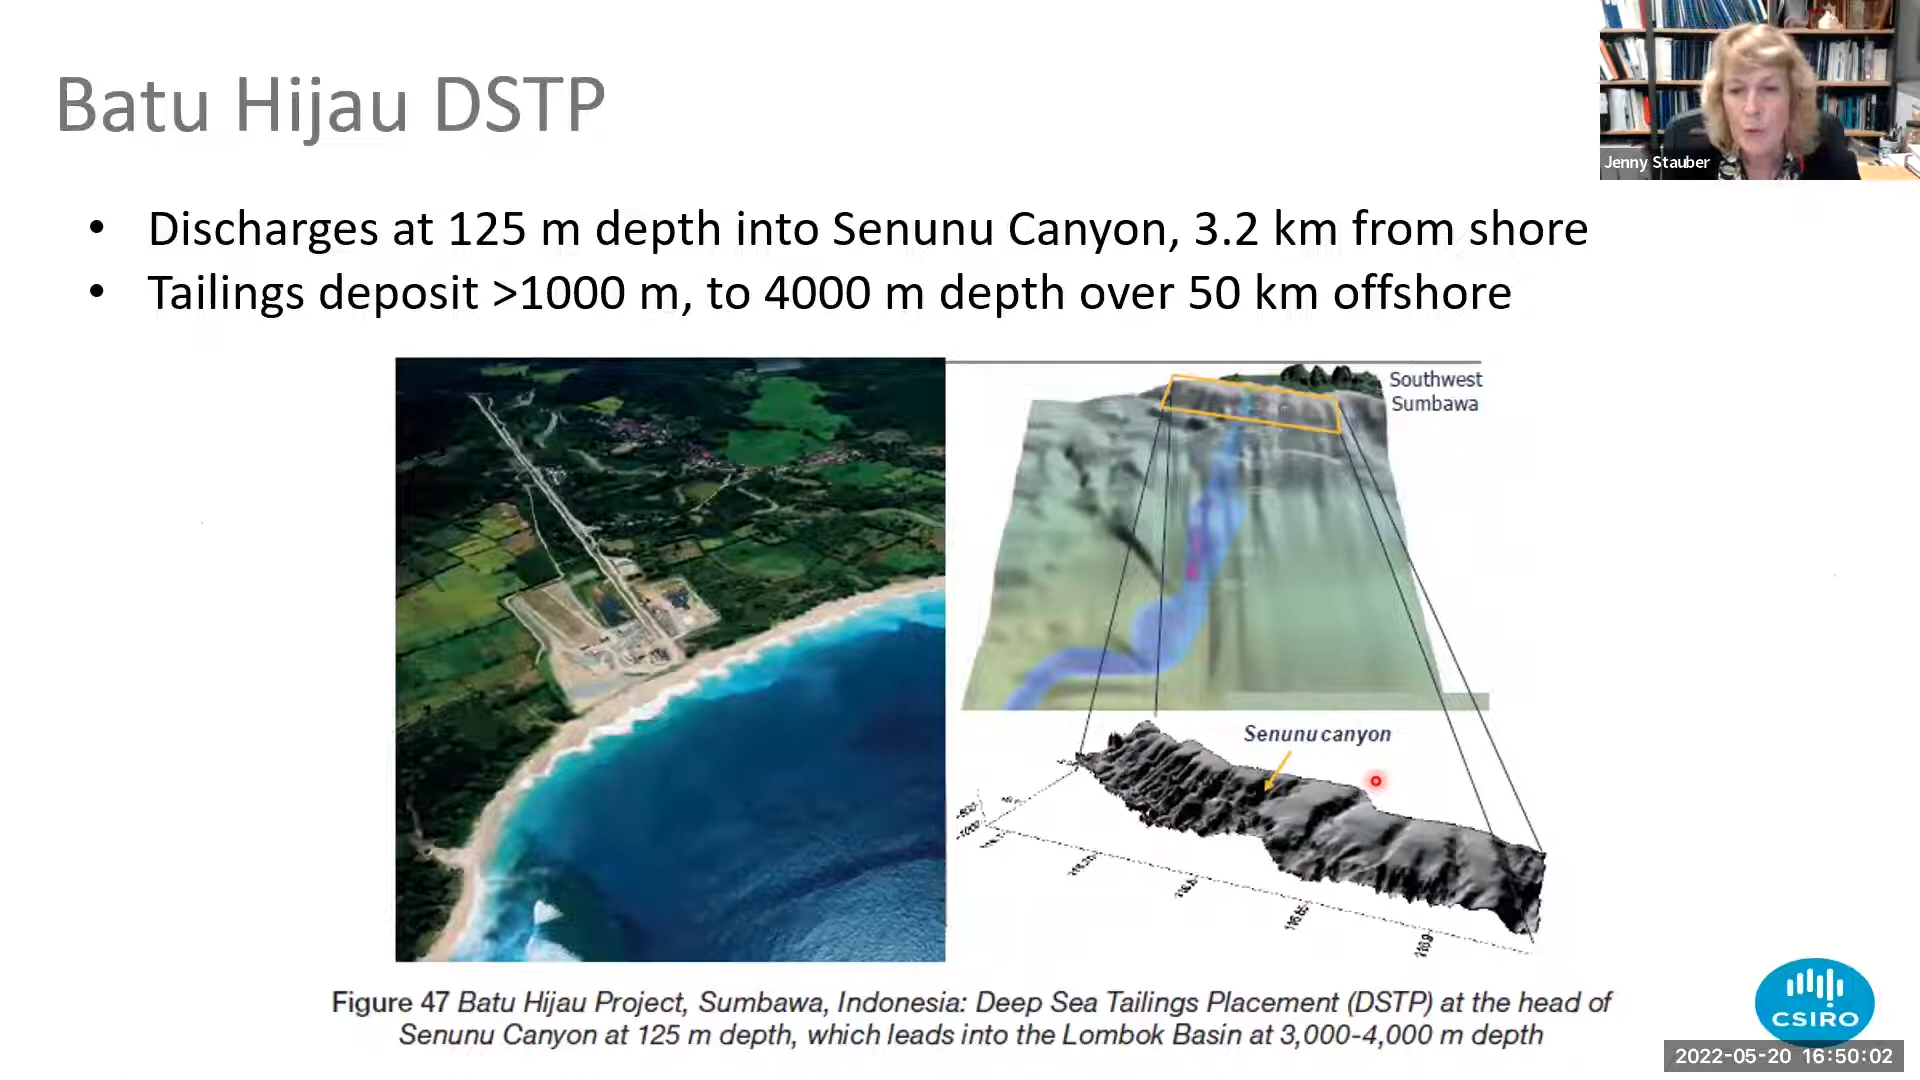 Batu Hijau DSTP
Jenny Stauber
• Discharges at 125 m depth into Senunu Canyon, 3.2 km from shore
• Tailings deposit >1000 m, to 4000 m depth over 50 km offshore
Southwest
Sumbawa
Senunu canyon
Figure 47 Batu Hijau Project, Sumbawa, Indonesia: Deep Sea Tailings Placement (DSTP) at the head of
Senunu Canyon at 125 m depth, which leads into the Lombok Basin at 3,000-4,000 m depth
CSIRO
2022-05-20 16:50:02